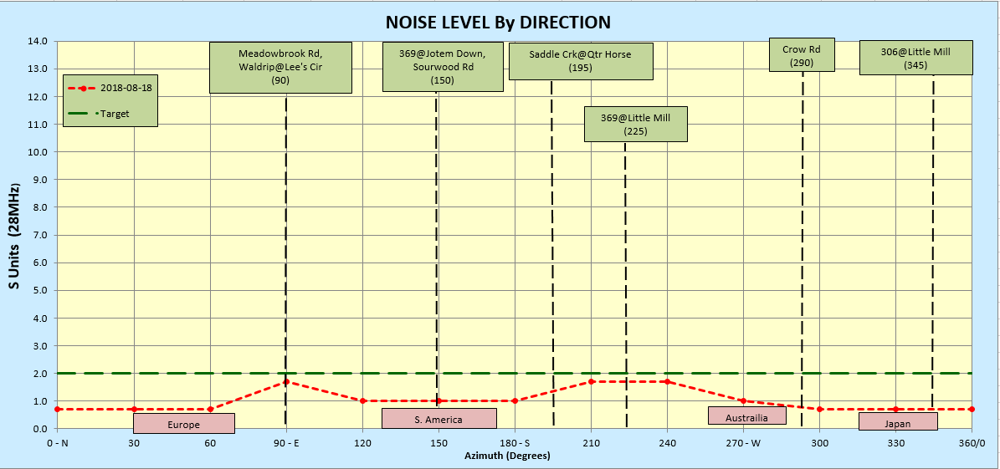 NOISE LEVEL By DIRECTION
14.0
13.0
12.0
11.0
10.0
9.0
8.0
7.0
6.0
5.0
4.0
3.0
2.0
1.0
0.0
S Units (28MHz)
2018-08-18
Target
Meadowbrook Rd,
Waldrip@Lee's Cir
(90)
369@Jotem Down,
Sourwood Rd
(150)
Saddle Crk@Qtr Horse
(195)
369@Little Mill
(225)
Crow Rd
(290)
306@Little Mill
(345)
Europe
S. America
Austrailia
Japan
0 - N
30
60
90 - E
120
150
180 - S
210
240
270 - W
300
330
360/0
Azimuth (Degrees)